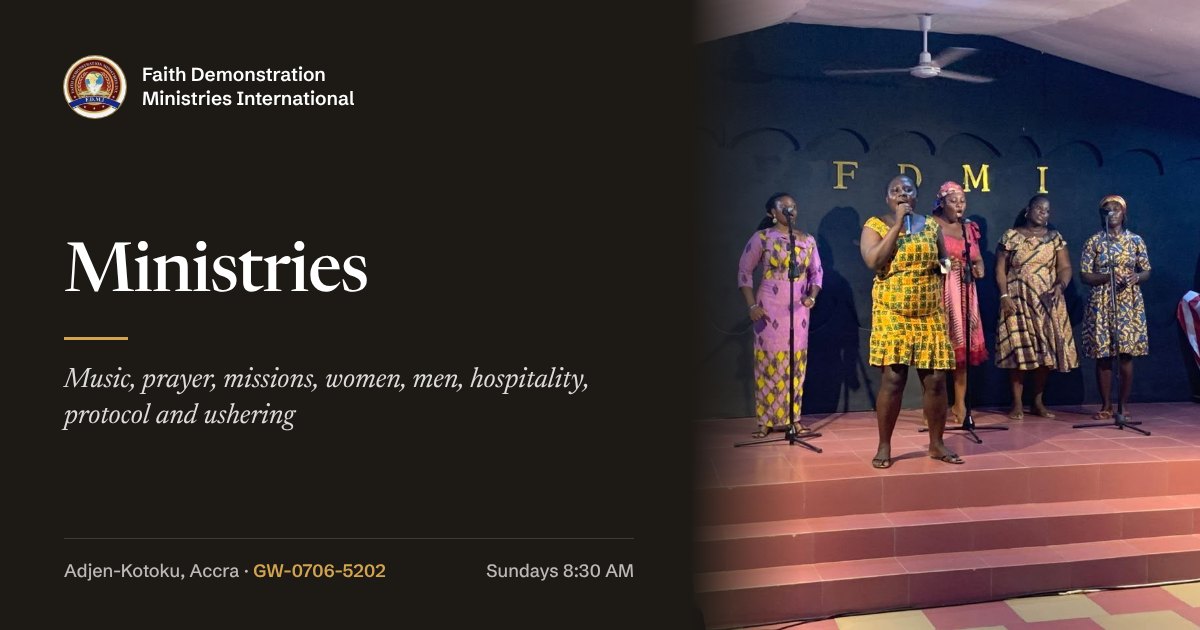 Faith Demonstration
Ministries International
F.D.M.I
Ministries
Music, prayer, missions, women, men, hospitality,
protocol and ushering
Adjen-Kotoku, Accra · GW-0706-5202
Sundays 8:30 AM
F D M I